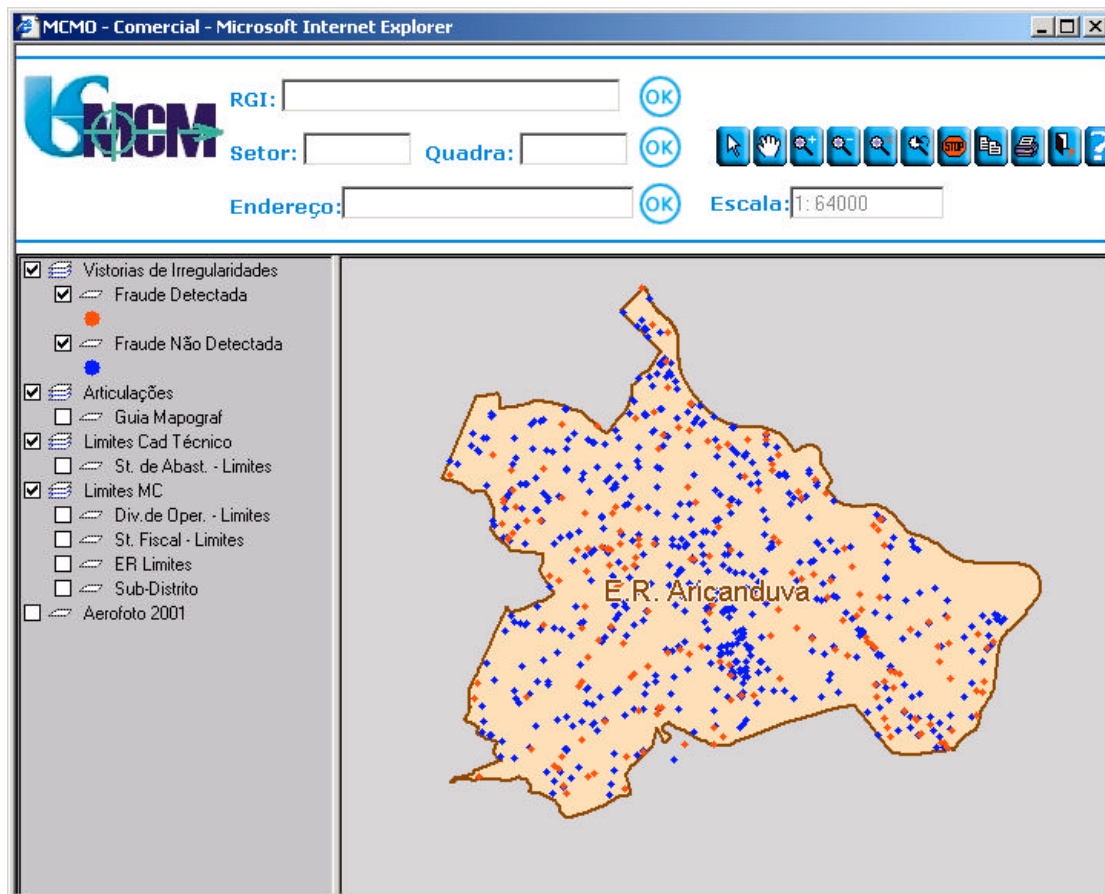 MCMO - Comercial - Microsoft Internet Explorer
MCM
RGI: OK
Setor: Quadra: OK
STOP
?
Endereço: OK Escala: 1: 64000
Vistorias de Irregularidades
Fraude Detectada
Fraude Não Detectada
Articulações
Guia Mapograf
Limites Cad Técnico
St. de Abast. - Limites
Limites MC
Div.de Oper. - Limites
St. Fiscal - Limites
ER Limites
Sub-Distrito
Aerofoto 2001
E.R. Aricanduva